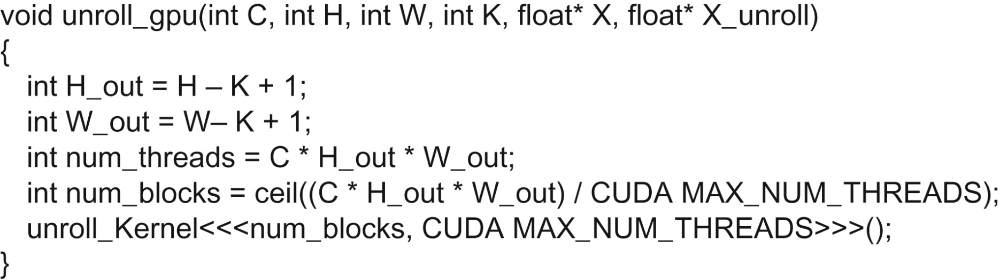 void unroll_gpu(int C, int H, int W, int K, float* X, float* X_unroll)
{
int H_out = H – K + 1;
int W_out = W– K + 1;
int num_threads = C * H_out * W_out;
int num_blocks = ceil((C * H_out * W_out) / CUDA MAX_NUM_THREADS);
unroll_Kernel<<<num_blocks, CUDA MAX_NUM_THREADS>>>();
}